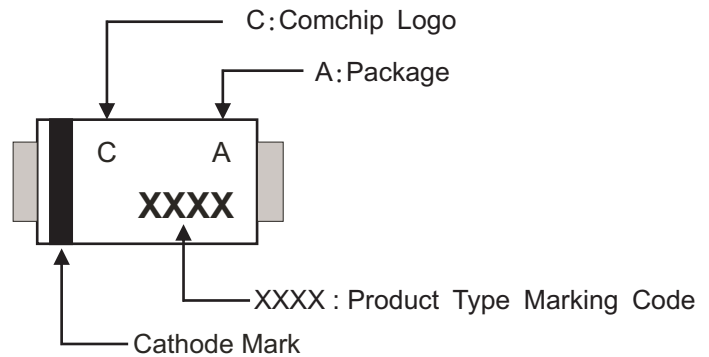 C:Comchip Logo
A:Package
C A
XXXX
XXXX : Product Type Marking Code
Cathode Mark